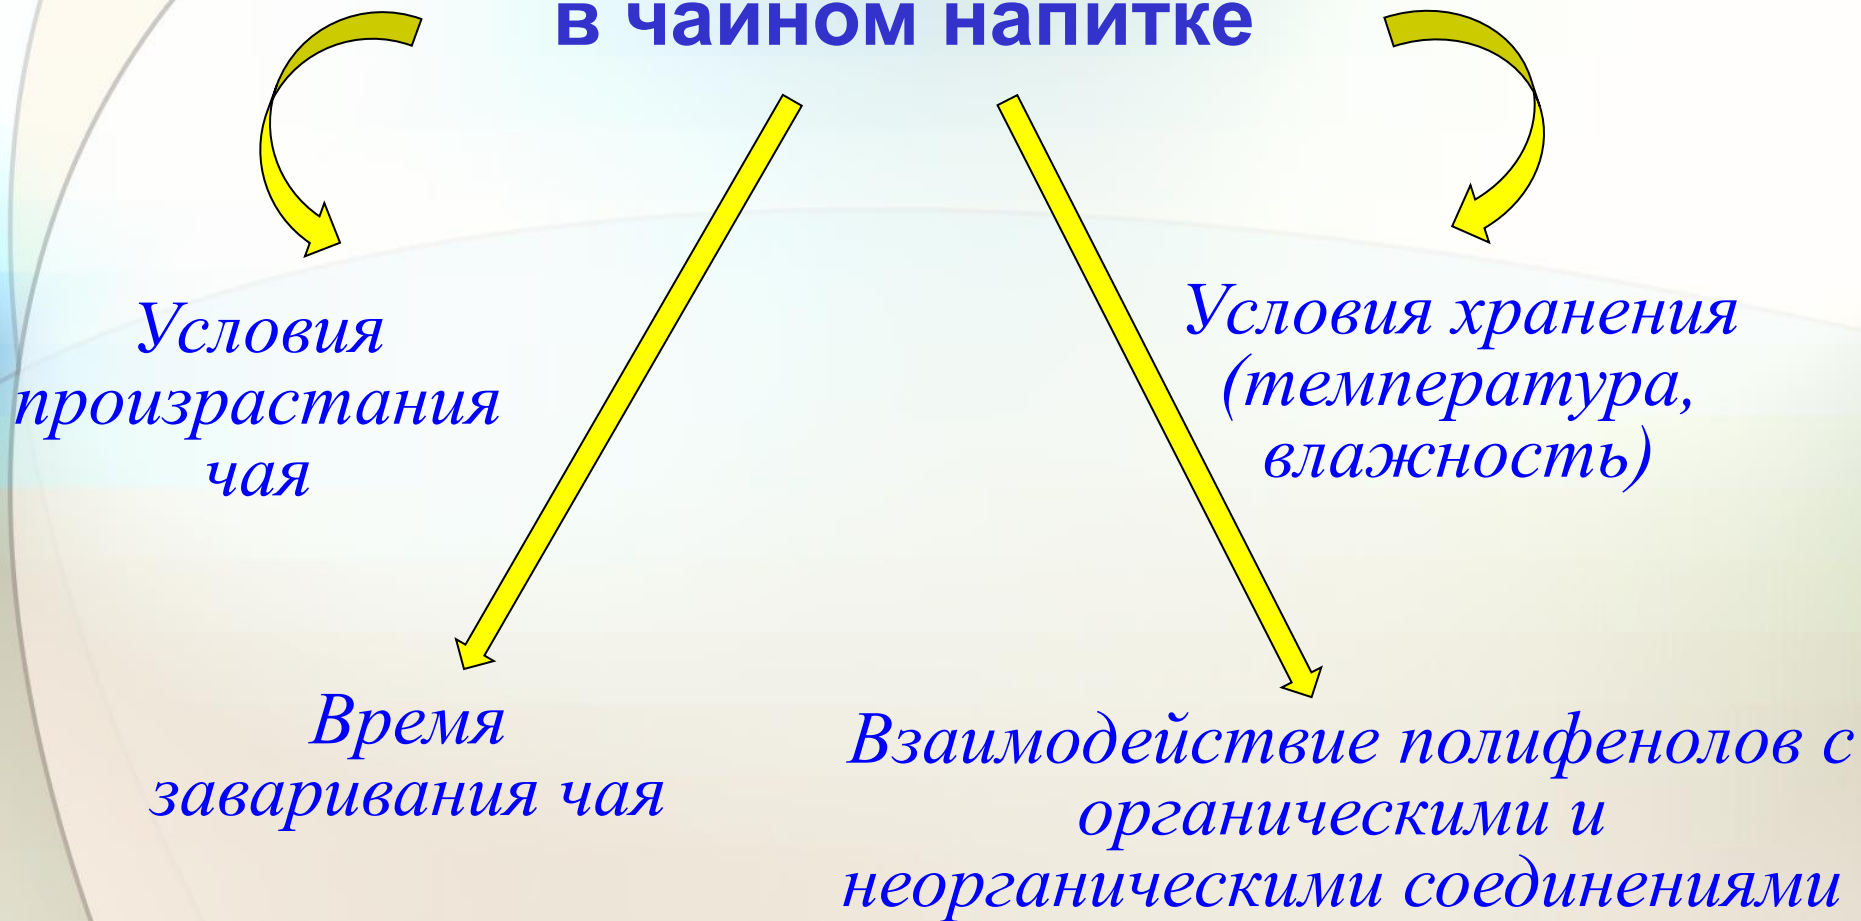 в чайном напитке
Условия
произрастания
чая
Условия хранения
(температура,
влажность)
Время
заваривания чая
Взаимодействие полифенолов с
органическими и
неорганическими соединениями